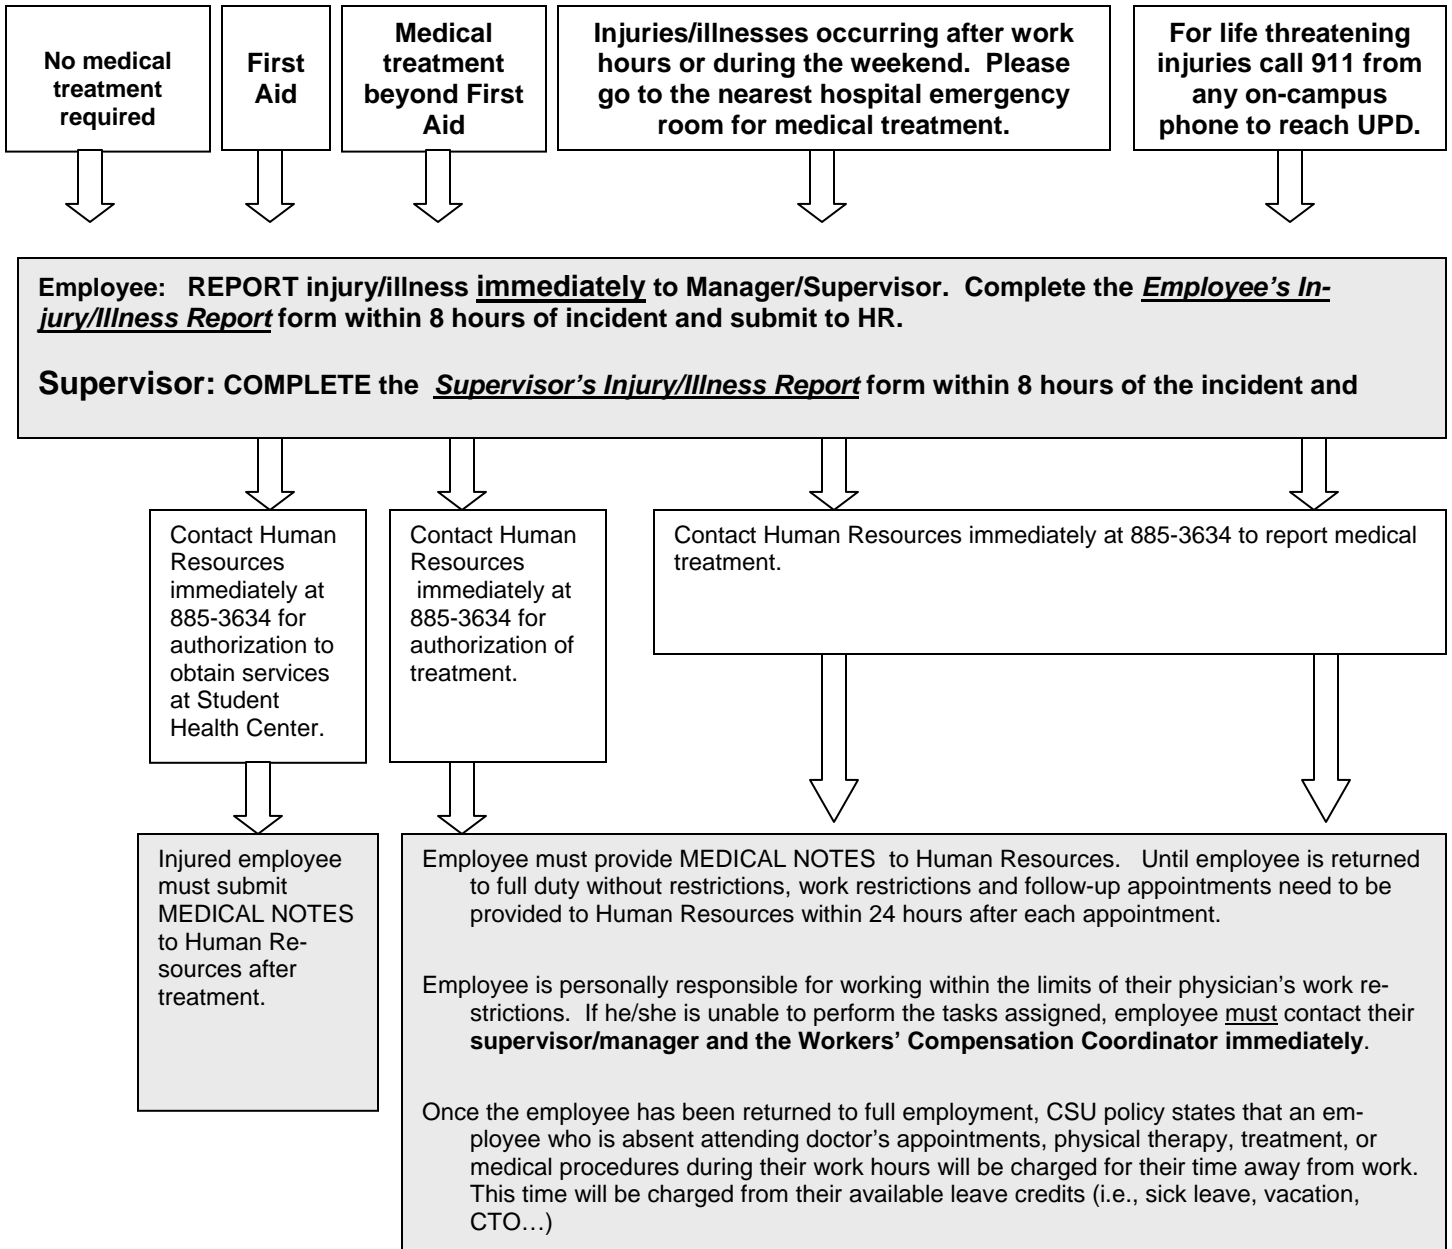 No medical
treatment
required
First
Aid
Medical
treatment
beyond First
Aid
Injuries/illnesses occurring after work
hours or during the weekend.  Please
go to the nearest hospital emergency
room for medical treatment.
For life threatening
injuries call 911 from
any on-campus
phone to reach UPD.
Employee:   REPORT injury/illness immediately to Manager/Supervisor.  Complete the Employee’s In-
jury/Illness Report form within 8 hours of incident and submit to HR.
Supervisor: COMPLETE the  Supervisor’s Injury/Illness Report form within 8 hours of the incident and
Contact Human
Resources
immediately at
885-3634 for
authorization to
obtain services
at Student
Health Center.
Contact Human
Resources
immediately at
885-3634 for
authorization of
treatment.
Contact Human Resources immediately at 885-3634 to report medical
treatment.
Injured employee
must submit
MEDICAL NOTES
to Human Re-
sources after
treatment.
Employee must provide MEDICAL NOTES  to Human Resources.   Until employee is returned
to full duty without restrictions, work restrictions and follow-up appointments need to be
provided to Human Resources within 24 hours after each appointment.
Employee is personally responsible for working within the limits of their physician’s work re-
strictions.  If he/she is unable to perform the tasks assigned, employee must contact their
supervisor/manager and the Workers’ Compensation Coordinator immediately.
Once the employee has been returned to full employment, CSU policy states that an em-
ployee who is absent attending doctor’s appointments, physical therapy, treatment, or
medical procedures during their work hours will be charged for their time away from work.
This time will be charged from their available leave credits (i.e., sick leave, vacation,
CTO…)